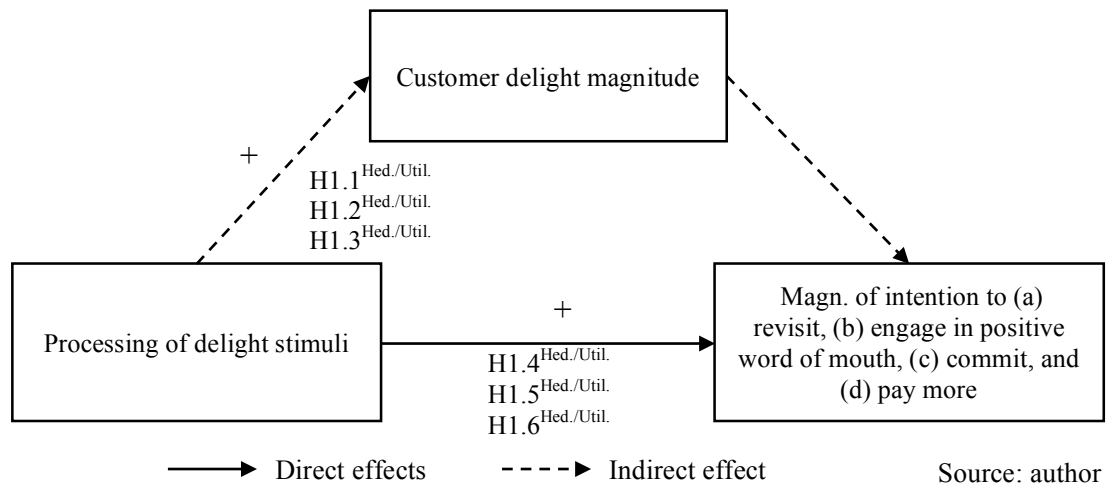 Customer delight magnitude
+
H1.1Hed./Util.
H1.2Hed./Util.
H1.3Hed./Util.
Processing of delight stimuli
+
H1.4Hed./Util.
H1.5Hed./Util.
H1.6Hed./Util.
Magn. of intention to (a)
revisit, (b) engage in positive
word of mouth, (c) commit, and
(d) pay more
Direct effects
Indirect effect
Source: author